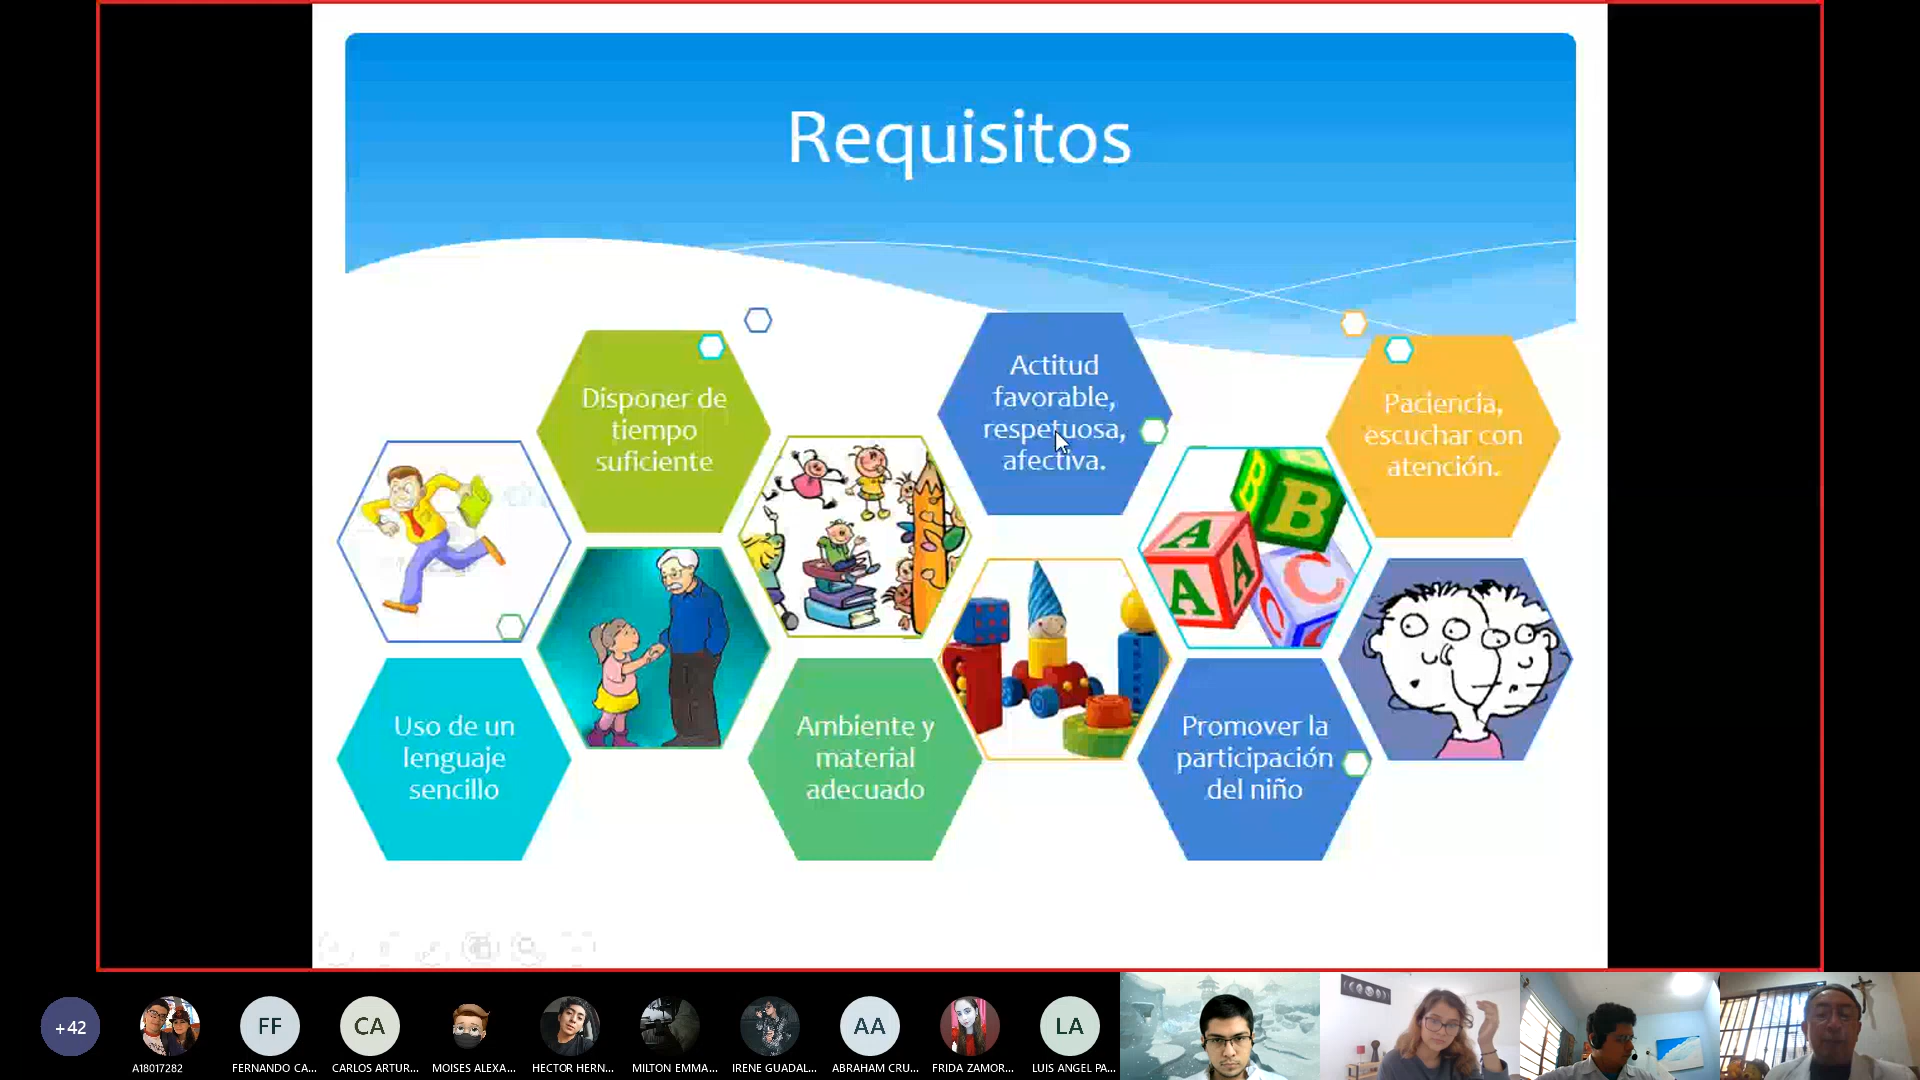 Requisitos
Disponer de
tiempo
suficiente
Actitud
favorable,
respetuosa,
afectiva.
Paciencia,
escuchar con
atención.
B
B
A
A
A
C
C
Uso de un
lenguaje
sencillo
Ambiente y
material
adecuado
Promover la
participación
del niño
+42
FF
CA
AA
LA
A18017282
FERNANDO CA...
CARLOS ARTUR...
MOISES ALEXA...
HECTOR HERN...
MILTON EMMA...
IRENE GUADAL...
ABRAHAM CRU...
FRIDA ZAMOR...
LUIS ANGEL PA...